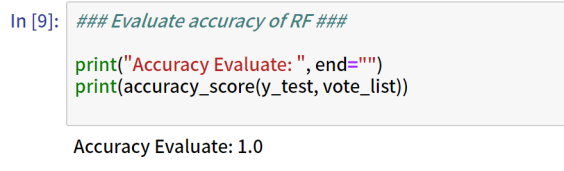 In [9]: ### Evaluate accuracy of RF ###
print("Accuracy Evaluate: ", end="")
print(accuracy_score(y_test, vote_list))
Accuracy Evaluate: 1.0